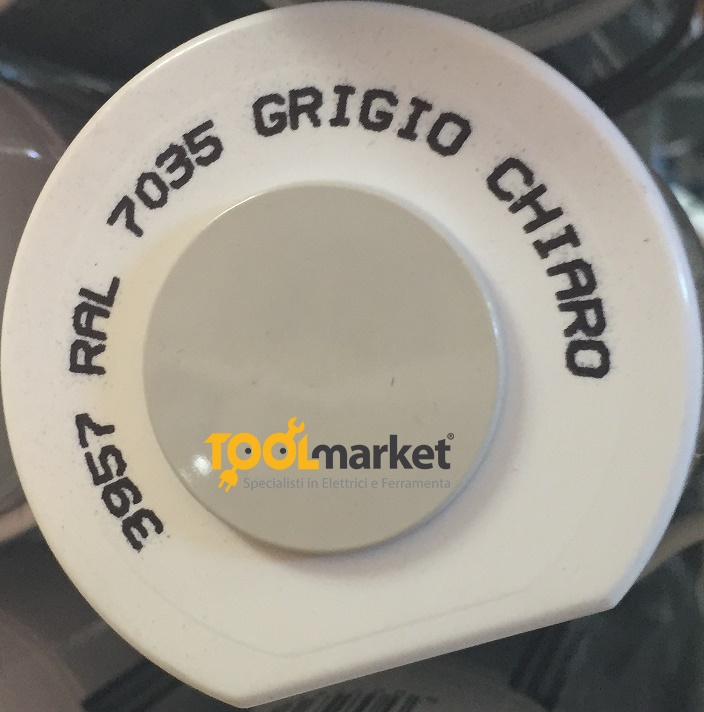 3957 RAL 7035 GRIGIO CHIARO
TOOLmarket®
Specialisti in Elettrici e Ferramenta